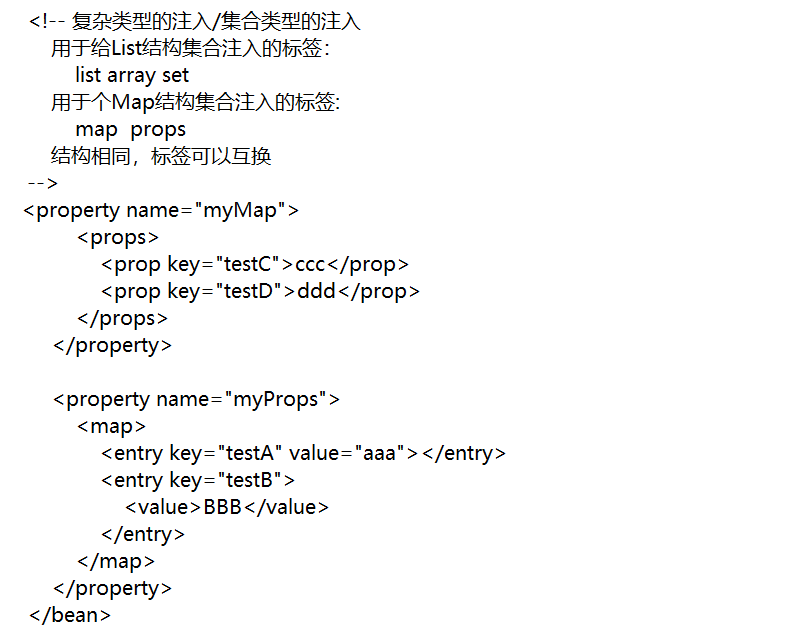 <!-- 复杂类型的注入/集合类型的注入
用于给List结构集合注入的标签：
list array set
用于个Map结构集合注入的标签:
map props
结构相同，标签可以互换
-->
<property name="myMap">
<props>
<prop key="testC">ccc</prop>
<prop key="testD">ddd</prop>
</props>
</property>
<property name="myProps">
<map>
<entry key="testA" value="aaa"></entry>
<entry key="testB">
<value>BBB</value>
</entry>
</map>
</property>
</bean>